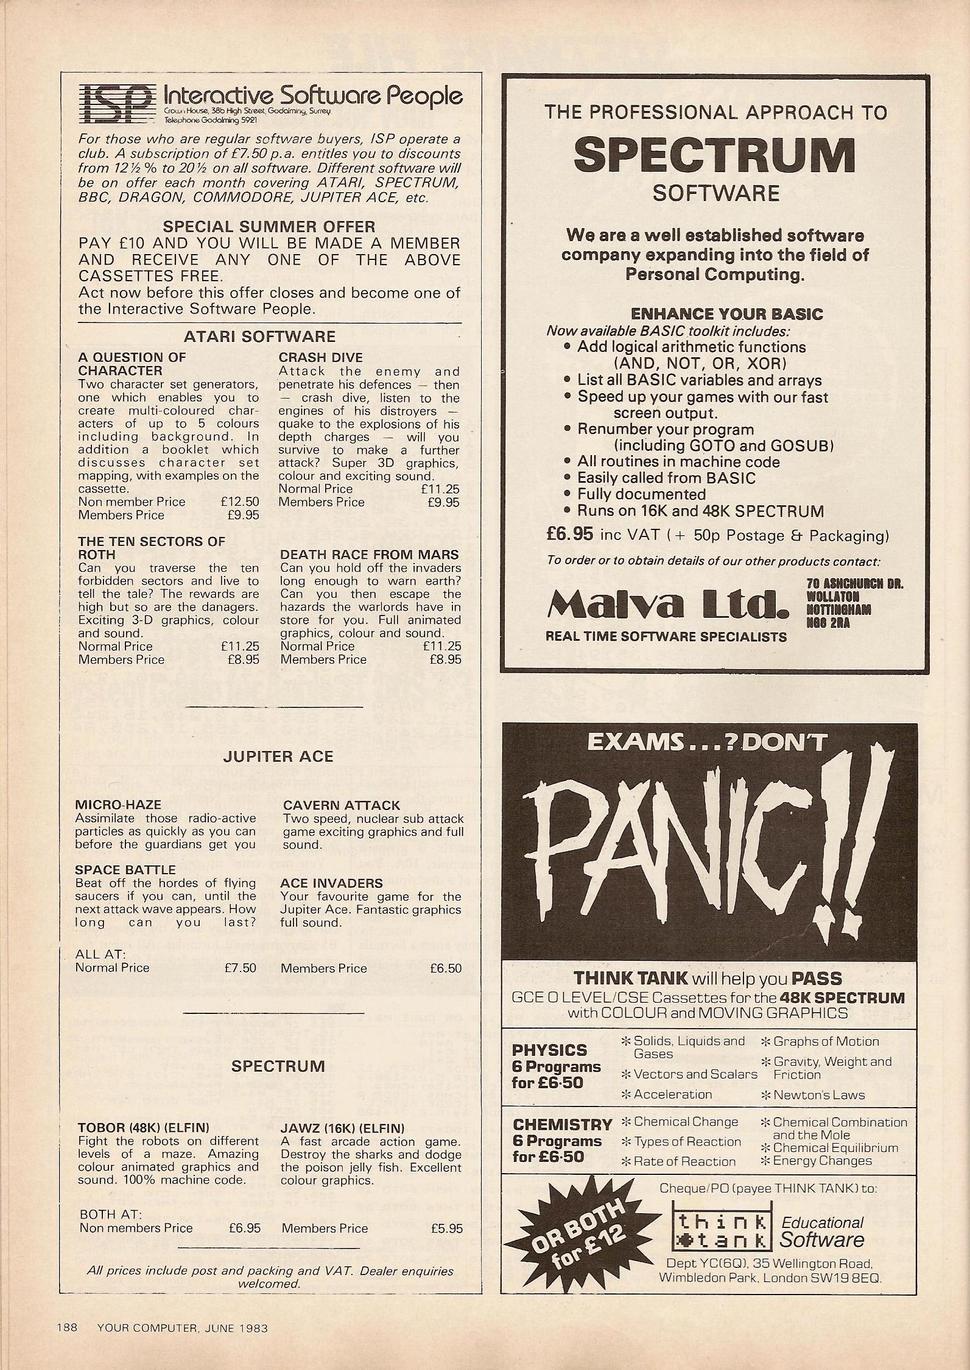 ISP Interactive Software People
Crown House, 38b High Street, Godalming, Surrey
Telephone Godalming 5921
For those who are regular software buyers, ISP operate a
club. A subscription of £7.50 p.a. entitles you to discounts
from 12½% to 20½ on all software. Different software will
be on offer each month covering ATARI, SPECTRUM,
BBC, DRAGON, COMMODORE, JUPITER ACE, etc.
SPECIAL SUMMER OFFER
PAY £10 AND YOU WILL BE MADE A MEMBER
AND RECEIVE ANY ONE OF THE ABOVE
CASSETTES FREE.
Act now before this offer closes and become one of
the Interactive Software People.
ATARI SOFTWARE
A QUESTION OF
CHARACTER
Two character set generators,
one which enables you to
create multi-coloured char-
acters of up to 5 colours
including background. In
addition a booklet which
discusses character set
mapping, with examples on the
cassette.
Non member Price £12.50
Members Price £9.95
THE TEN SECTORS OF
ROTH
Can you traverse the ten
forbidden sectors and live to
tell the tale? The rewards are
high but so are the danagers.
Exciting 3-D graphics, colour
and sound.
Normal Price £11.25
Members Price £8.95
CRASH DIVE
Attack the enemy and
penetrate his defences — then
— crash dive, listen to the
engines of his distroyers —
quake to the explosions of his
depth charges — will you
survive to make a further
attack? Super 3D graphics,
colour and exciting sound.
Normal Price £11.25
Members Price £9.95
DEATH RACE FROM MARS
Can you hold off the invaders
long enough to warn earth?
Can you then escape the
hazards the warlords have in
store for you. Full animated
graphics, colour and sound.
Normal Price £11.25
Members Price £8.95
JUPITER ACE
MICRO-HAZE
Assimilate those radio-active
particles as quickly as you can
before the guardians get you
SPACE BATTLE
Beat off the hordes of flying
saucers if you can, until the
next attack wave appears. How
long can you last?
CAVERN ATTACK
Two speed, nuclear sub attack
game exciting graphics and full
sound.
ACE INVADERS
Your favourite game for the
Jupiter Ace. Fantastic graphics
full sound.
ALL AT:
Normal Price £7.50 Members Price £6.50
SPECTRUM
TOBOR (48K) (ELFIN)
Fight the robots on different
levels of a maze. Amazing
colour animated graphics and
sound. 100% machine code.
JAWZ (16K) (ELFIN)
A fast arcade action game.
Destroy the sharks and dodge
the poison jelly fish. Excellent
colour graphics.
BOTH AT:
Non members Price £6.95 Members Price £5.95
All prices include post and packing and VAT. Dealer enquiries
welcomed.
THE PROFESSIONAL APPROACH TO
SPECTRUM
SOFTWARE
We are a well established software
company expanding into the field of
Personal Computing.
ENHANCE YOUR BASIC
Now available BASIC toolkit includes:
• Add logical arithmetic functions
(AND, NOT, OR, XOR)
• List all BASIC variables and arrays
• Speed up your games with our fast
screen output.
• Renumber your program
(including GOTO and GOSUB)
• All routines in machine code
• Easily called from BASIC
• Fully documented
• Runs on 16K and 48K SPECTRUM
£6.95 inc VAT (+ 50p Postage & Packaging)
To order or to obtain details of our other products contact:
Malva Ltd.
REAL TIME SOFTWARE SPECIALISTS
70 ASHCHURCH DR.
WOLLATON
NOTTINGHAM
NG8 2RA
EXAMS...? DON'T
PANIC!!
THINK TANK will help you PASS
GCE O LEVEL/CSE Cassettes for the 48K SPECTRUM
with COLOUR and MOVING GRAPHICS
PHYSICS
6 Programs
for £6·50
* Solids, Liquids and
Gases
* Vectors and Scalars
* Acceleration
* Graphs of Motion
* Gravity, Weight and
Friction
* Newton's Laws
CHEMISTRY
6 Programs
for £6·50
* Chemical Change
* Types of Reaction
* Rate of Reaction
* Chemical Combination
and the Mole
* Chemical Equilibrium
* Energy Changes
OR BOTH
for £12
Cheque/PO (payee THINK TANK) to:
think
tank
Educational
Software
Dept YC(6Q), 35 Wellington Road,
Wimbledon Park, London SW19 8EQ.
188 YOUR COMPUTER, JUNE 1983